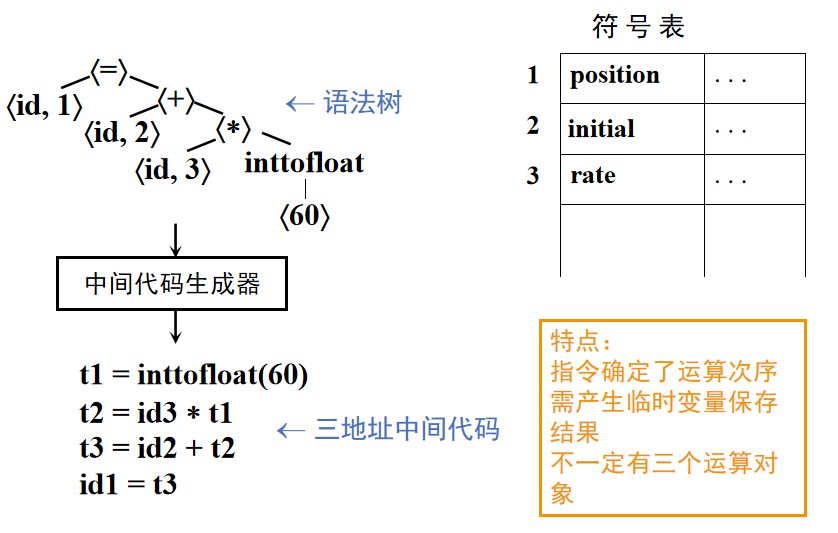 符 号 表
⟨=⟩
⟨id, 1⟩
⟨+⟩
← 语法树
⟨id, 2⟩
⟨*⟩
⟨id, 3⟩
inttofloat
⟨60⟩
1 position . . .
2 initial . . .
3 rate . . .
中间代码生成器
t1 = inttofloat(60)
t2 = id3 * t1
t3 = id2 + t2
id1 = t3
← 三地址中间代码
特点：
指令确定了运算次序
需产生临时变量保存
结果
不一定有三个运算对
象